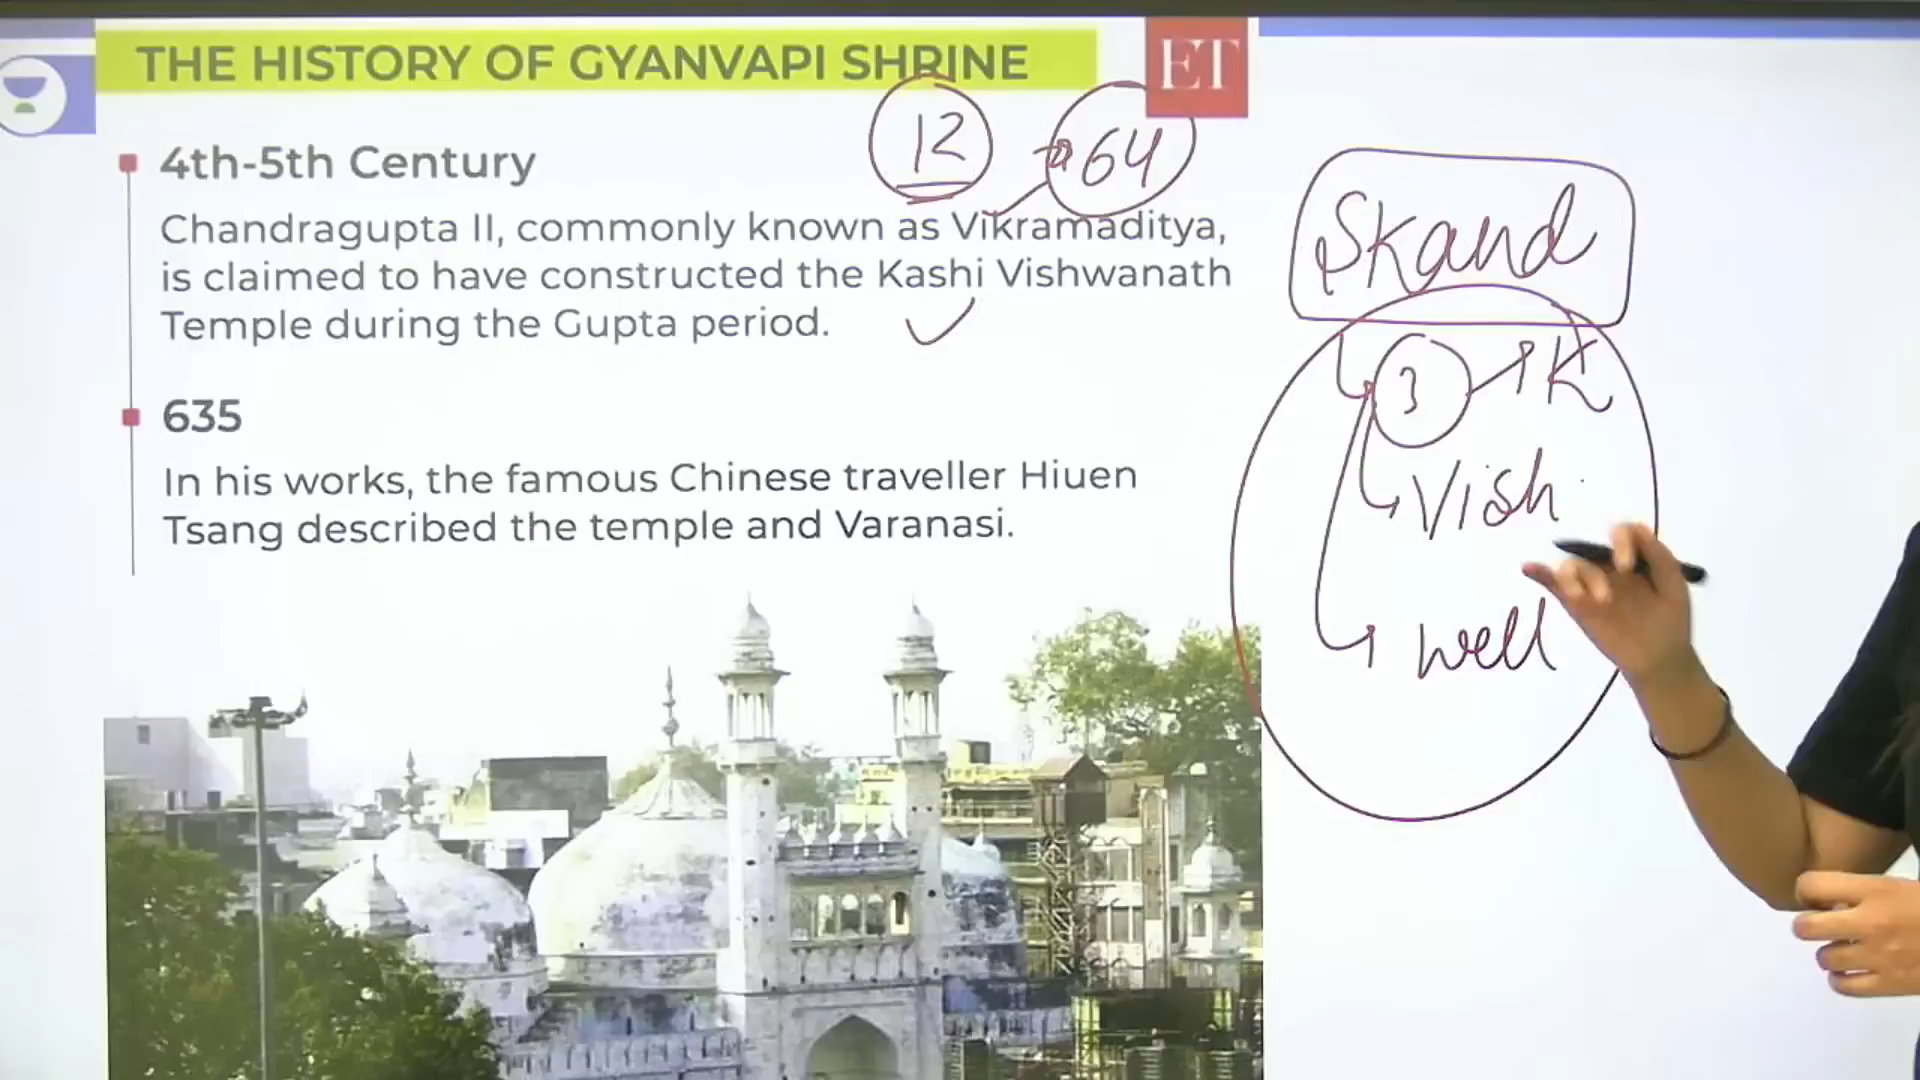 THE HISTORY OF GYANVAPI SHRINE
ET
12
64
4th-5th Century
Chandragupta II, commonly known as Vikramaditya,
is claimed to have constructed the Kashi Vishwanath
Temple during the Gupta period.
635
In his works, the famous Chinese traveller Hiuen
Tsang described the temple and Varanasi.
Skand
3
K
Vish
well